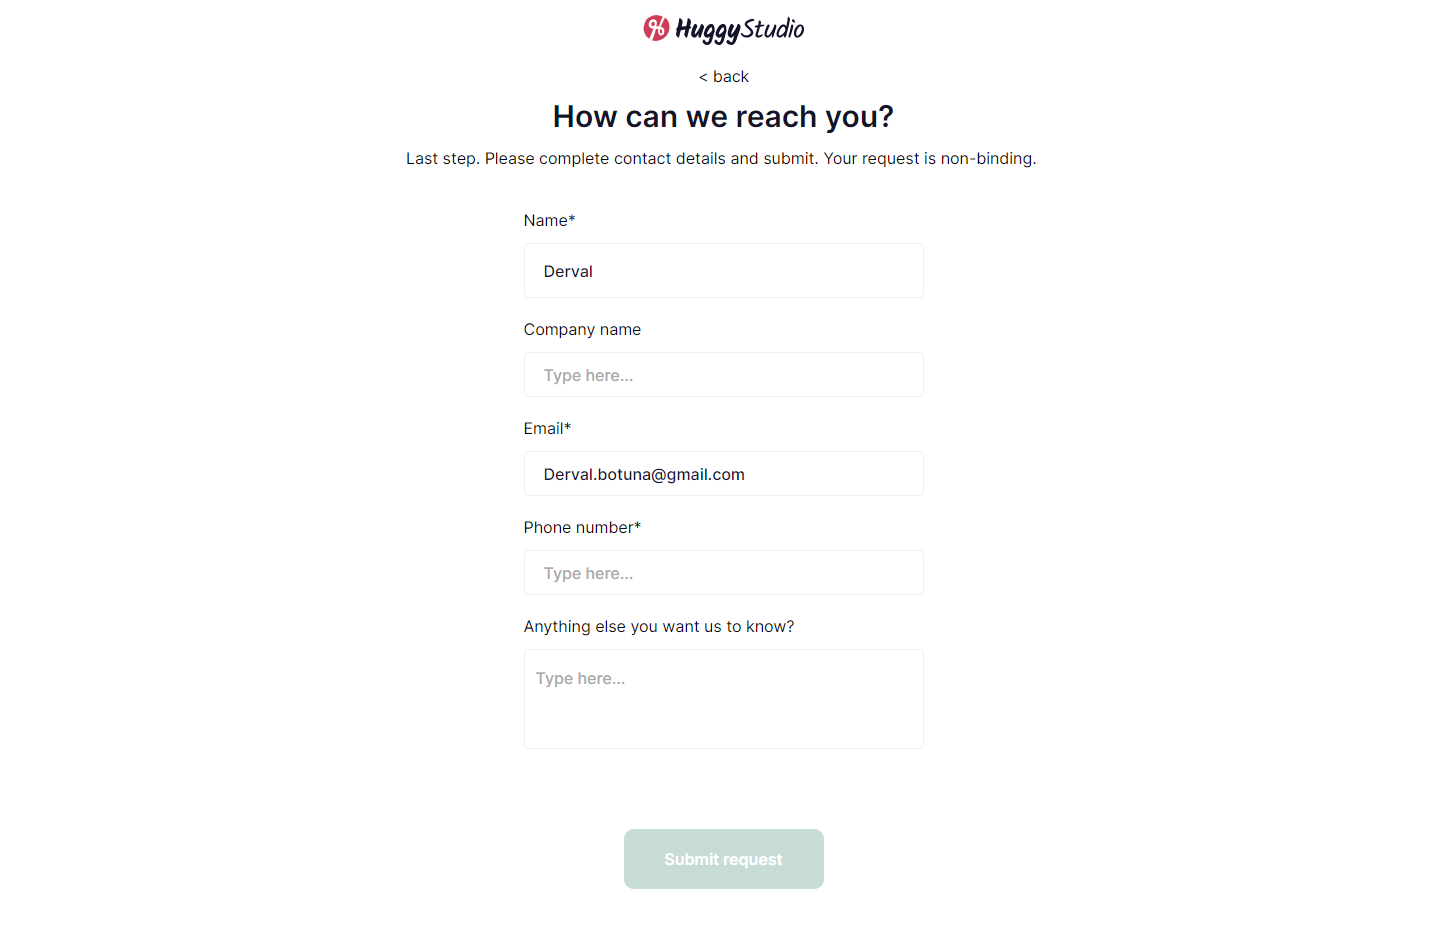 HuggyStudio
< back
How can we reach you?
Last step. Please complete contact details and submit. Your request is non-binding.
Name*
Derval
Company name
Type here...
Email*
Derval.botuna@gmail.com
Phone number*
Type here...
Anything else you want us to know?
Type here...
Submit request